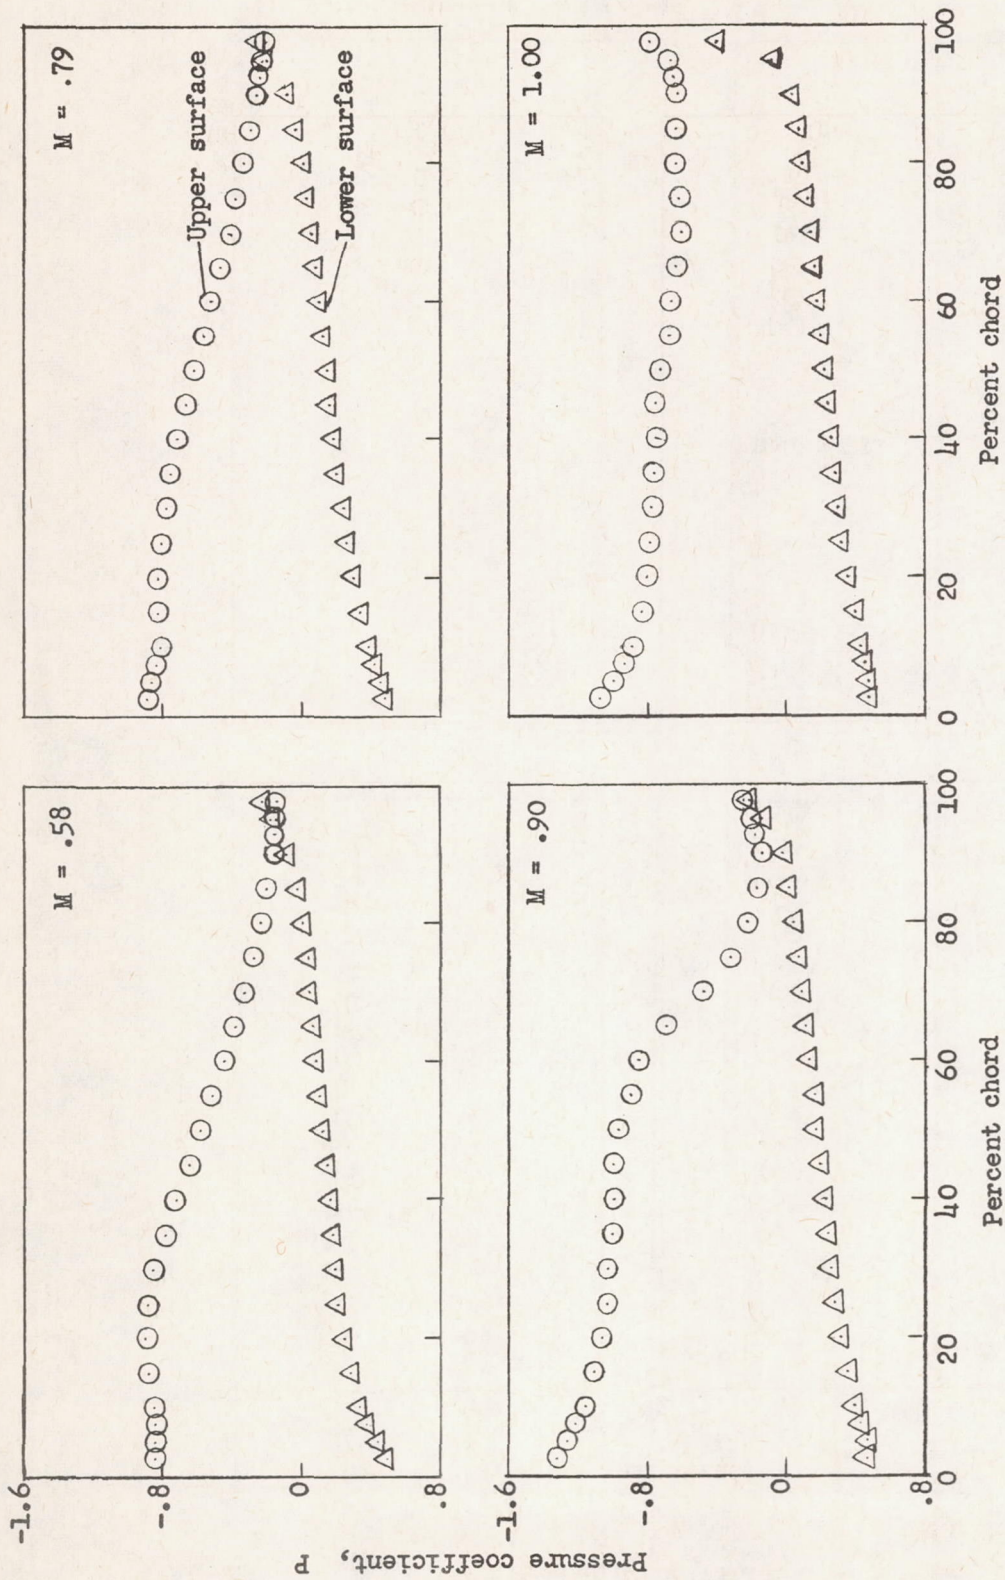 M = .58
M = .79
Upper surface
Lower surface
-1.6
-.8
0
.8
M = .90
M = 1.00
-1.6
-.8
0
.8
Pressure coefficient, P
0
20
40
60
80
100
0
20
40
60
80
100
Percent chord
Percent chord